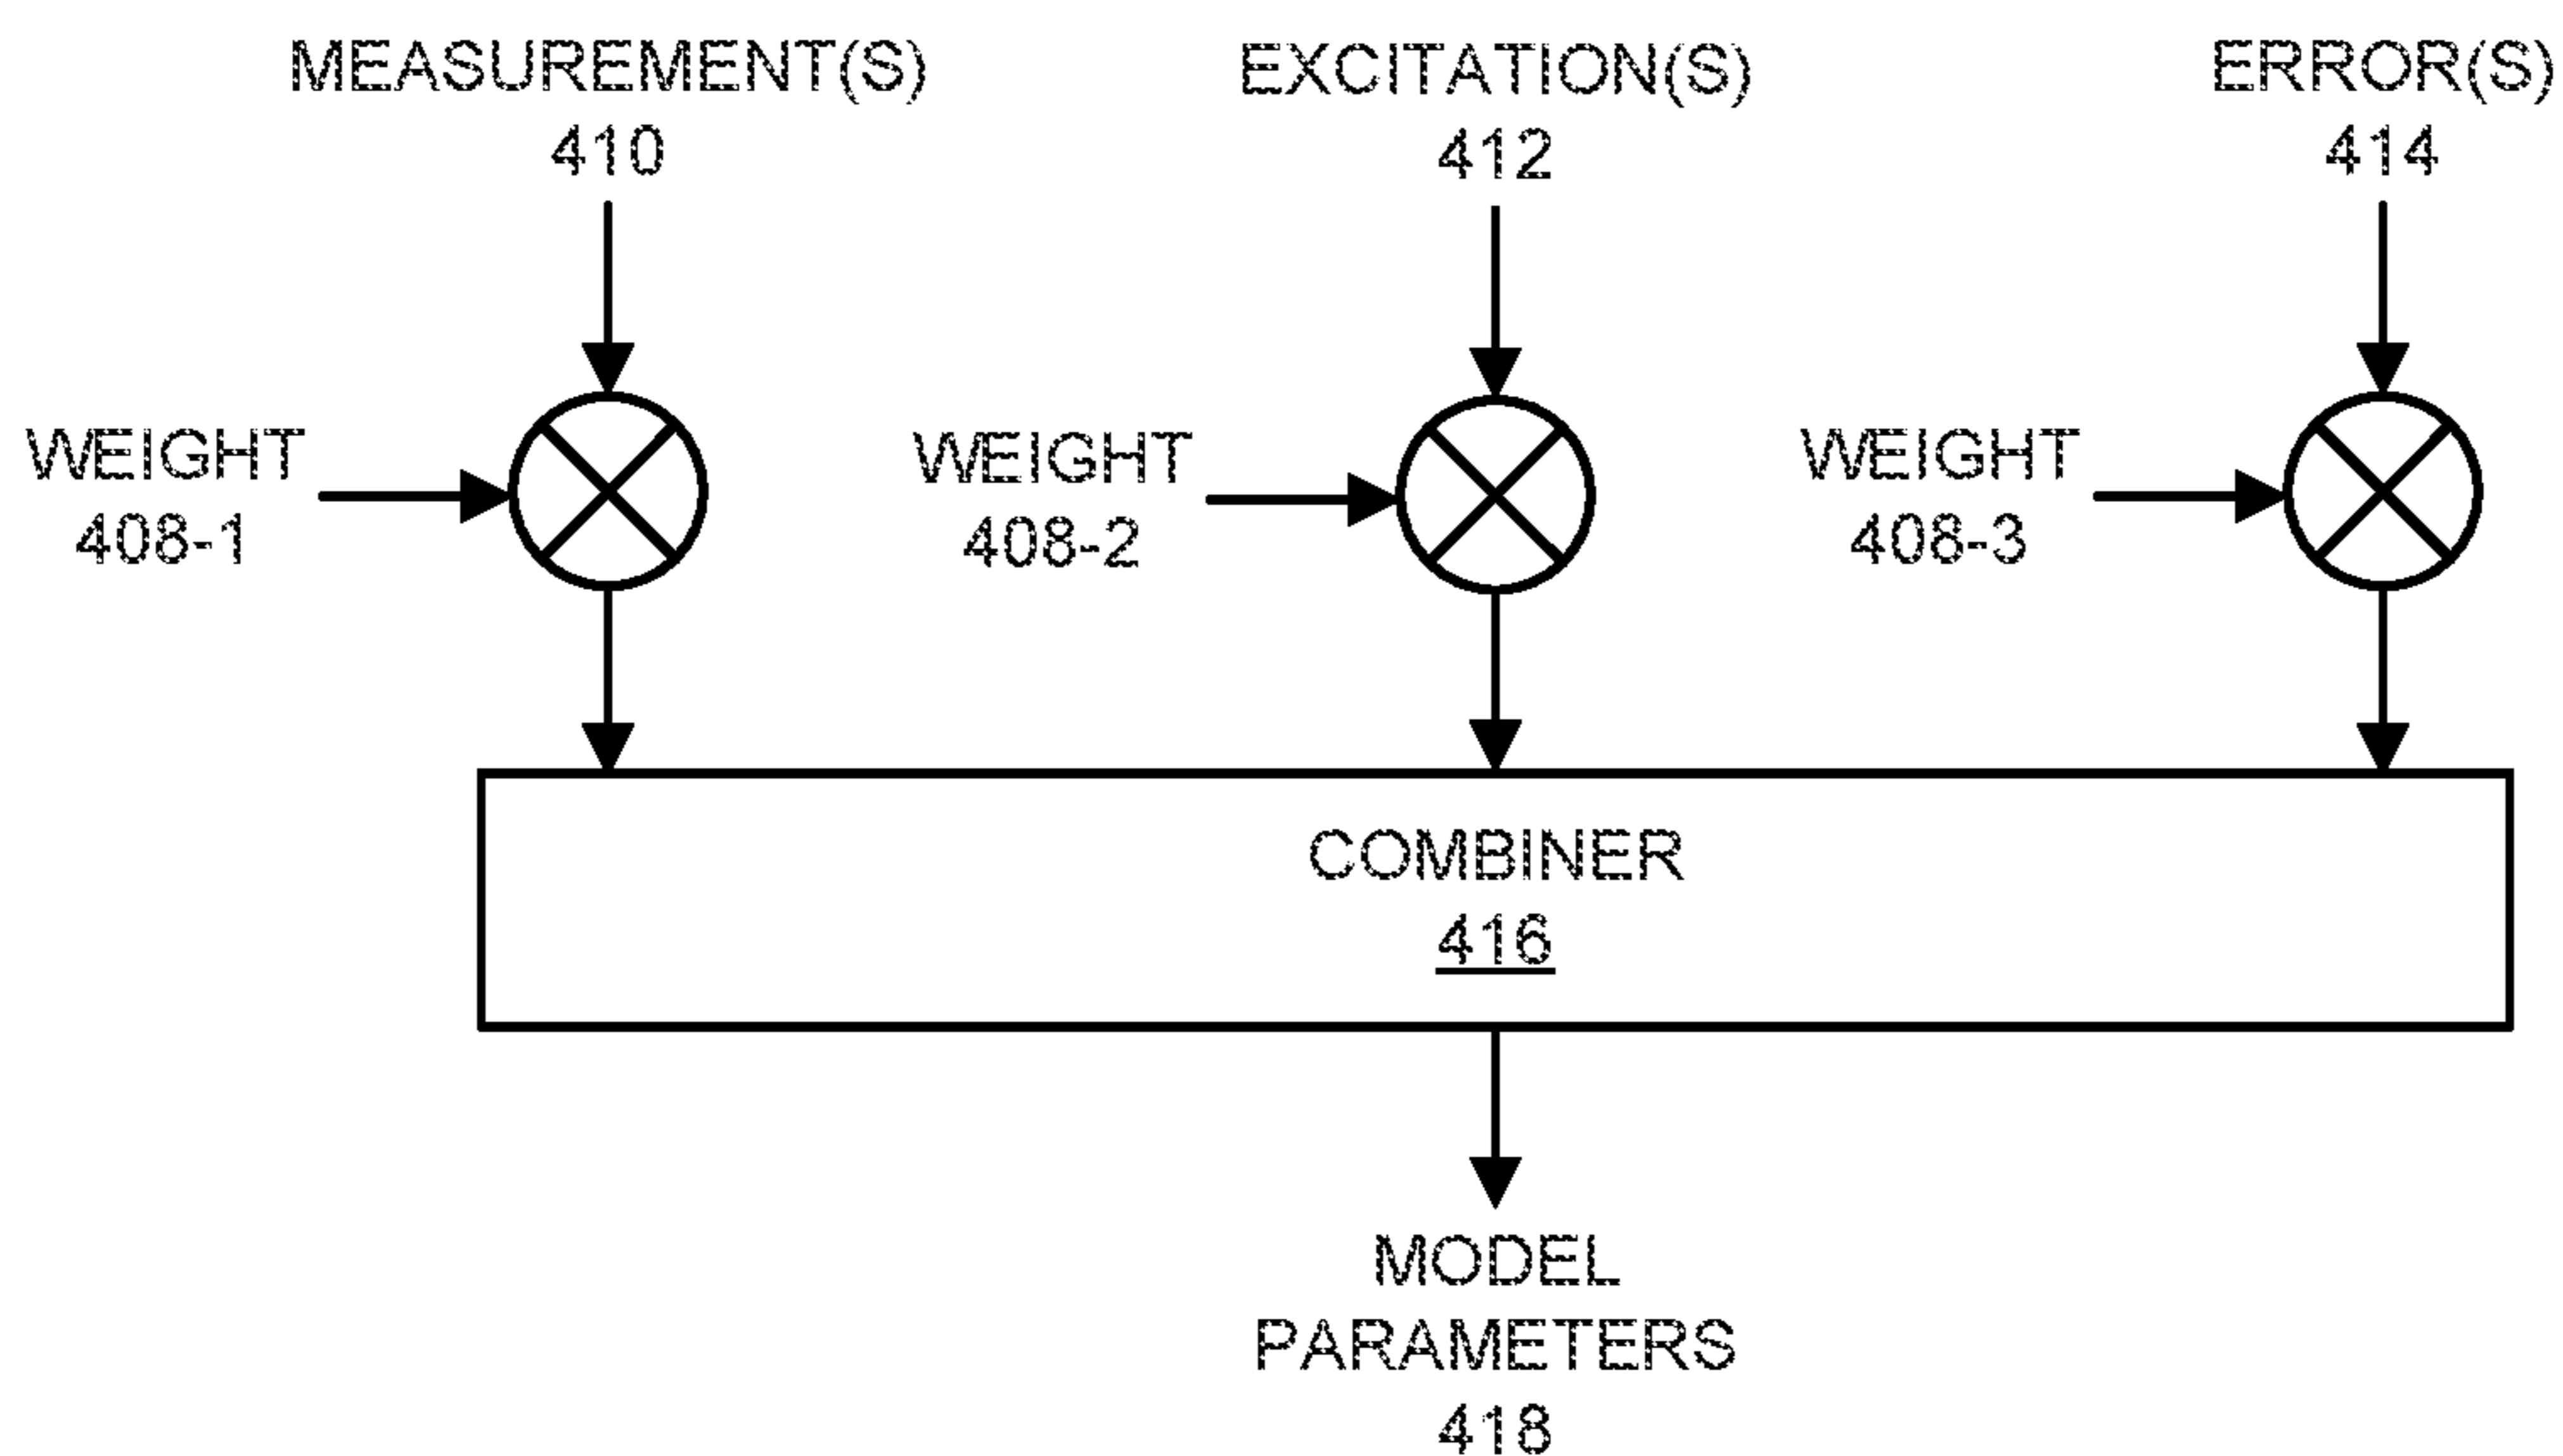 MEASUREMENT(S)
410
EXCITATION(S)
412
ERROR(S)
414
WEIGHT
408-1
WEIGHT
408-2
WEIGHT
408-3
COMBINER
416
MODEL
PARAMETERS
418